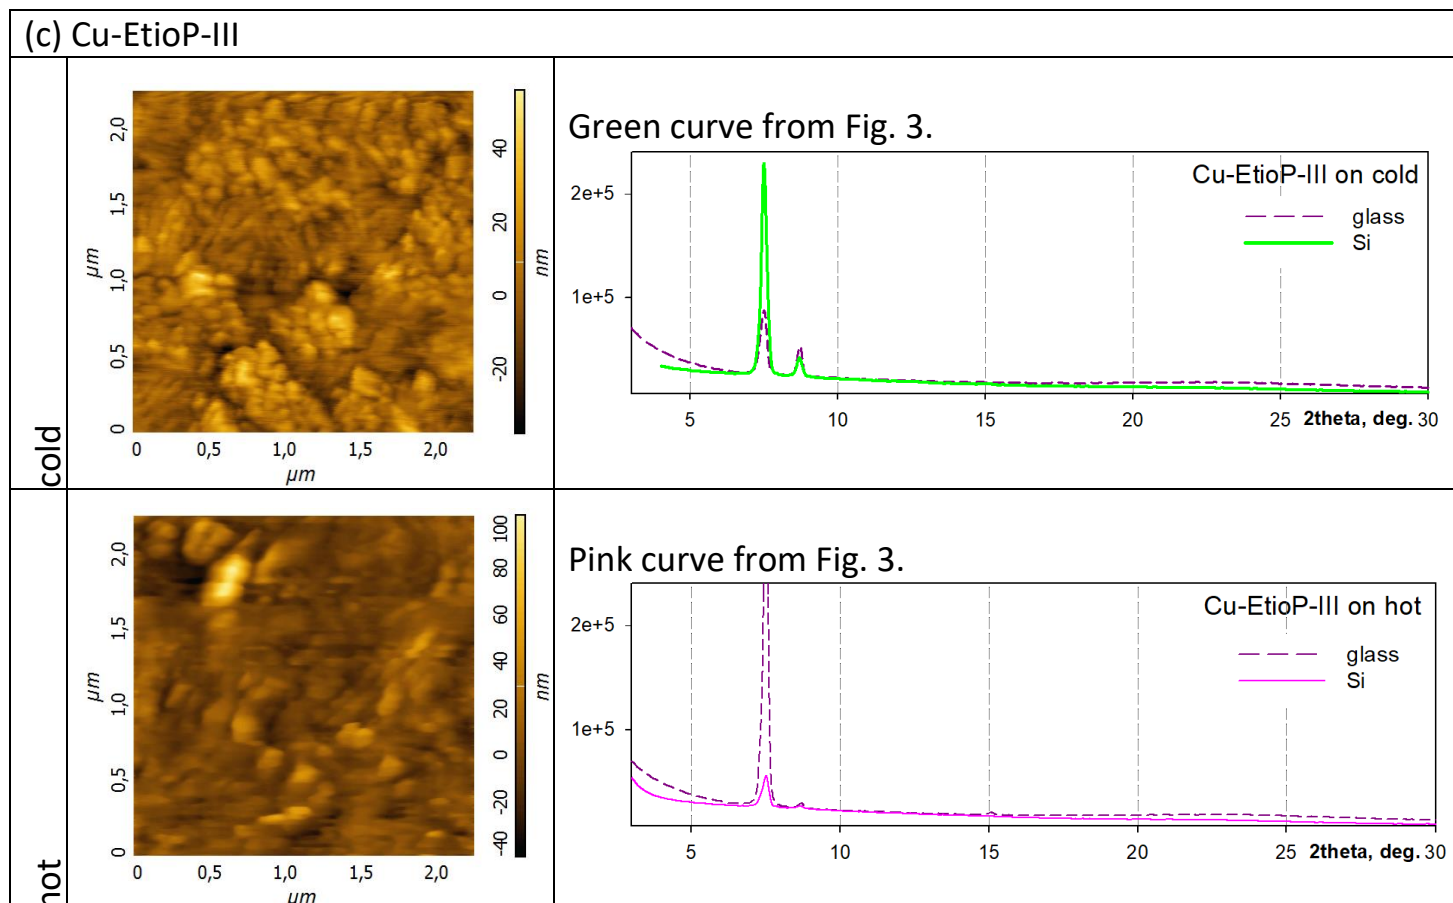 (c) Cu-EtioP-III
cold
2,0
1,5
1,0
0,5
0
µm
0
0,5
1,0
1,5
2,0
µm
40
20
0
-20
nm
Green curve from Fig. 3.
Cu-EtioP-III on cold
glass
Si
2e+5
1e+5
5
10
15
20
25
2theta, deg.
30
hot
2,0
1,5
1,0
0,5
0
µm
0
0,5
1,0
1,5
2,0
µm
100
80
60
40
20
0
-20
-40
nm
Pink curve from Fig. 3.
Cu-EtioP-III on hot
glass
Si
2e+5
1e+5
5
10
15
20
25
2theta, deg.
30